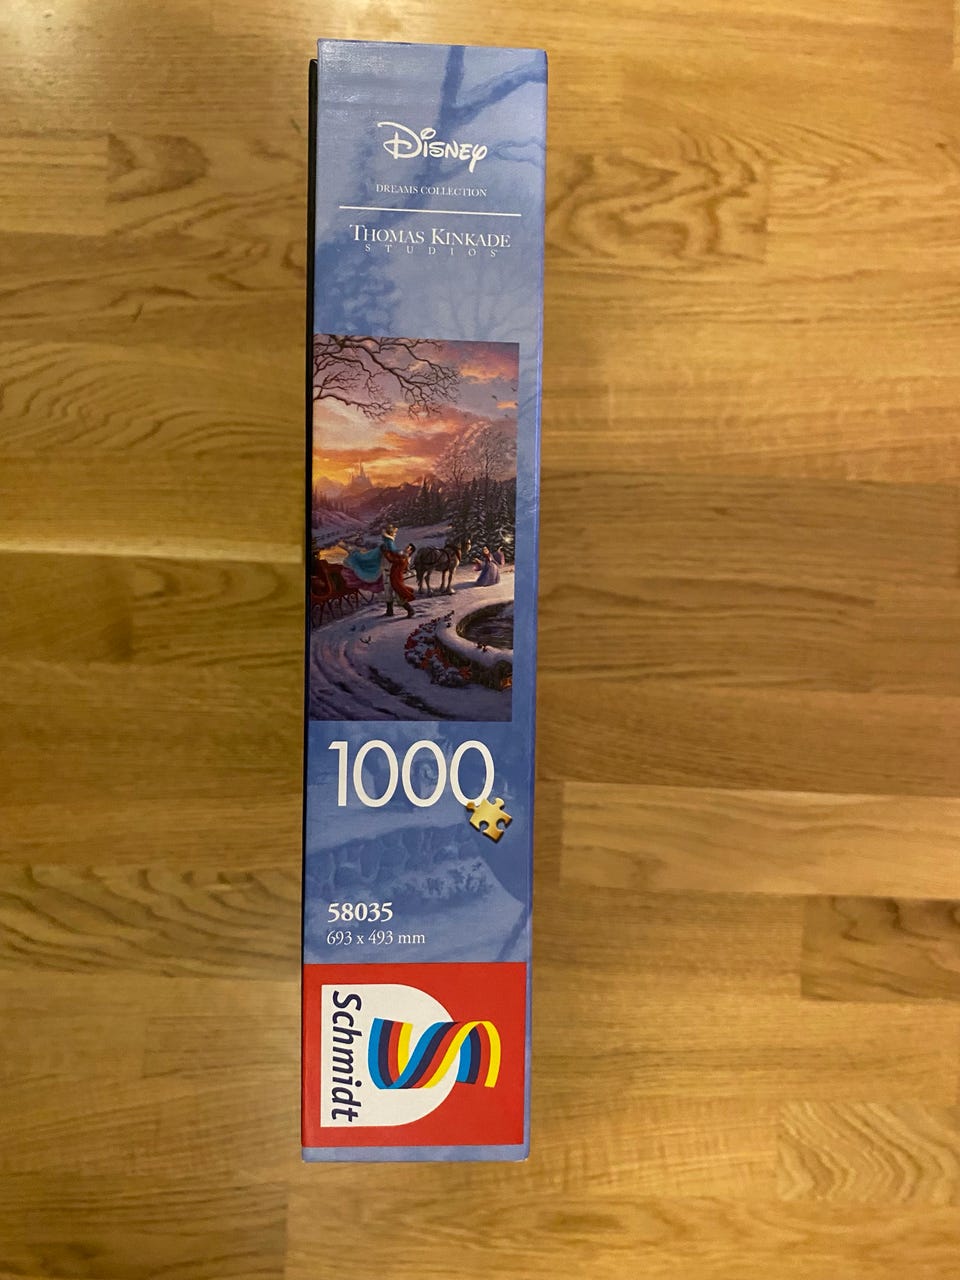 Disney
DREAMS COLLECTION
THOMAS KINKADE
STUDIOS
1000
58035
693 x 493 mm
Schmidt